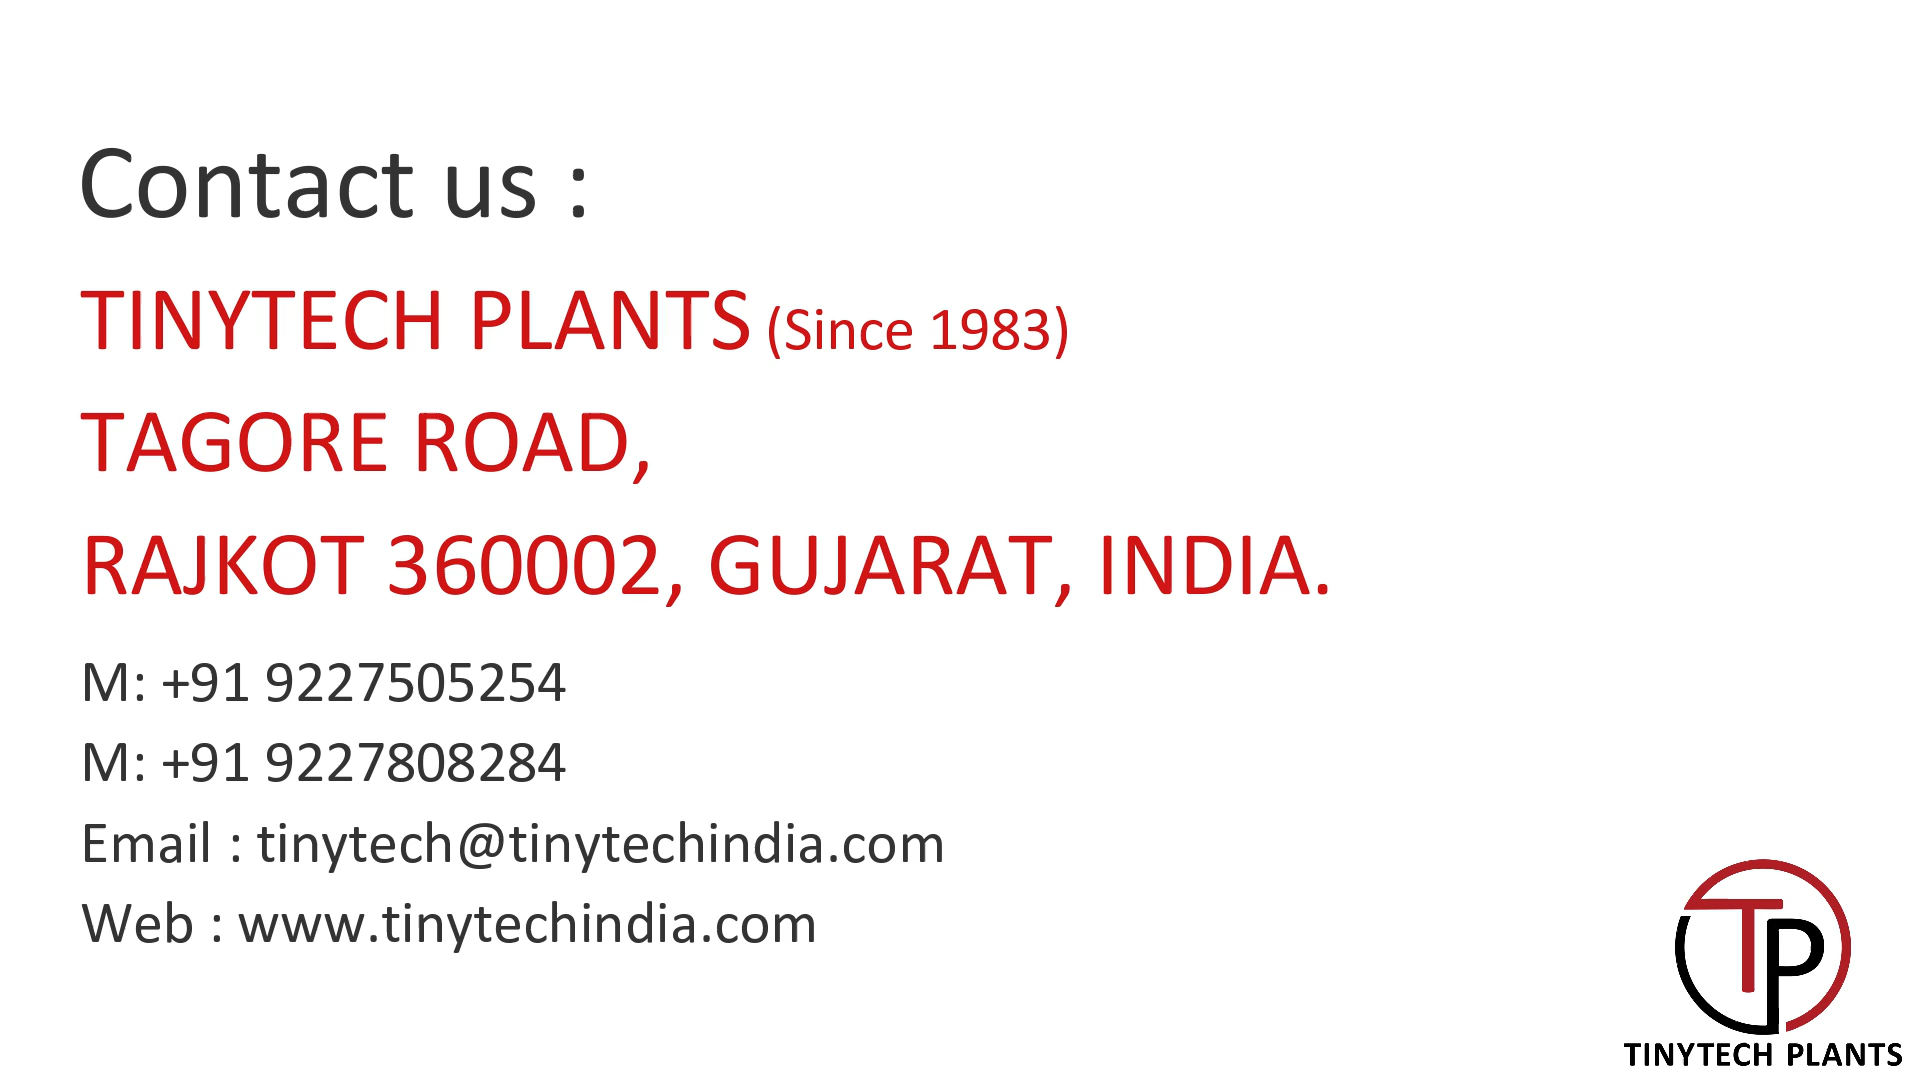 Contact us :
TINYTECH PLANTS (Since 1983)
TAGORE ROAD,
RAJKOT 360002, GUJARAT, INDIA.
M: +91 9227505254
M: +91 9227808284
Email : tinytech@tinytechindia.com
Web : www.tinytechindia.com
TP
TINYTECH PLANTS